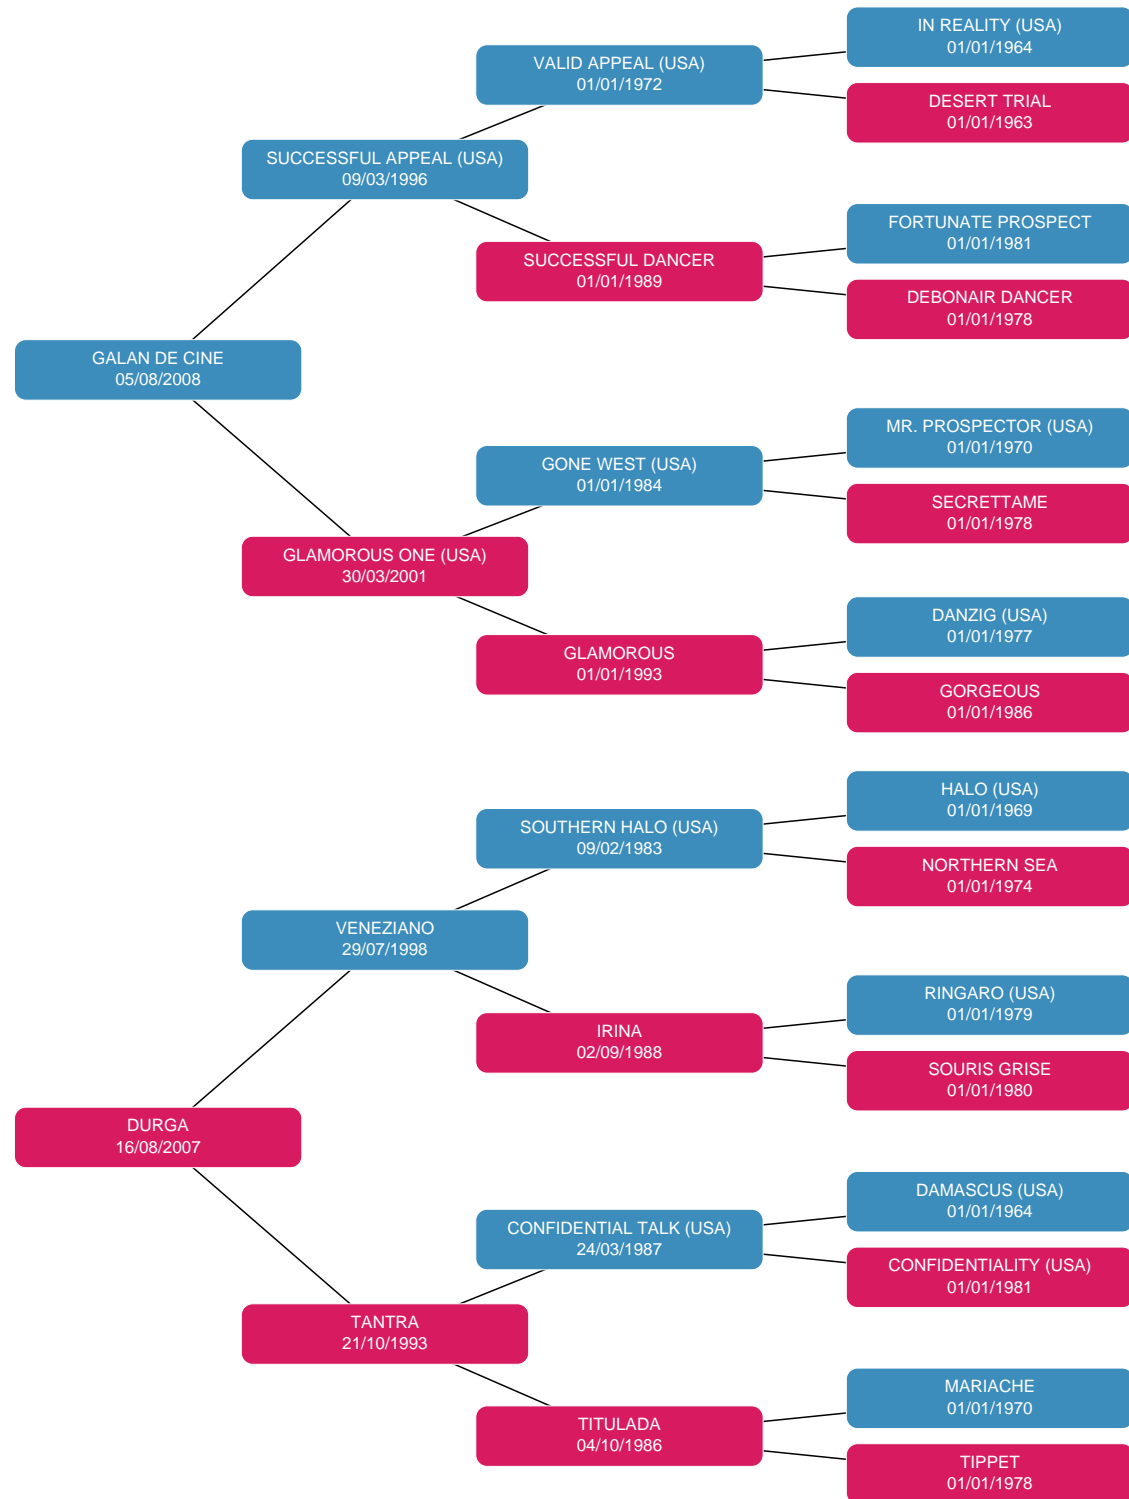 IN REALITY (USA)
01/01/1964
VALID APPEAL (USA)
01/01/1972
DESERT TRIAL
01/01/1963
SUCCESSFUL APPEAL (USA)
09/03/1996
FORTUNATE PROSPECT
01/01/1981
SUCCESSFUL DANCER
01/01/1989
DEBONAIR DANCER
01/01/1978
GALAN DE CINE
05/08/2008
MR. PROSPECTOR (USA)
01/01/1970
GONE WEST (USA)
01/01/1984
SECRETTAME
01/01/1978
GLAMOROUS ONE (USA)
30/03/2001
DANZIG (USA)
01/01/1977
GLAMOROUS
01/01/1993
GORGEOUS
01/01/1986
HALO (USA)
01/01/1969
SOUTHERN HALO (USA)
09/02/1983
NORTHERN SEA
01/01/1974
VENEZIANO
29/07/1998
RINGARO (USA)
01/01/1979
IRINA
02/09/1988
SOURIS GRISE
01/01/1980
DURGA
16/08/2007
DAMASCUS (USA)
01/01/1964
CONFIDENTIAL TALK (USA)
24/03/1987
CONFIDENTIALITY (USA)
01/01/1981
TANTRA
21/10/1993
MARIACHE
01/01/1970
TITULADA
04/10/1986
TIPPET
01/01/1978